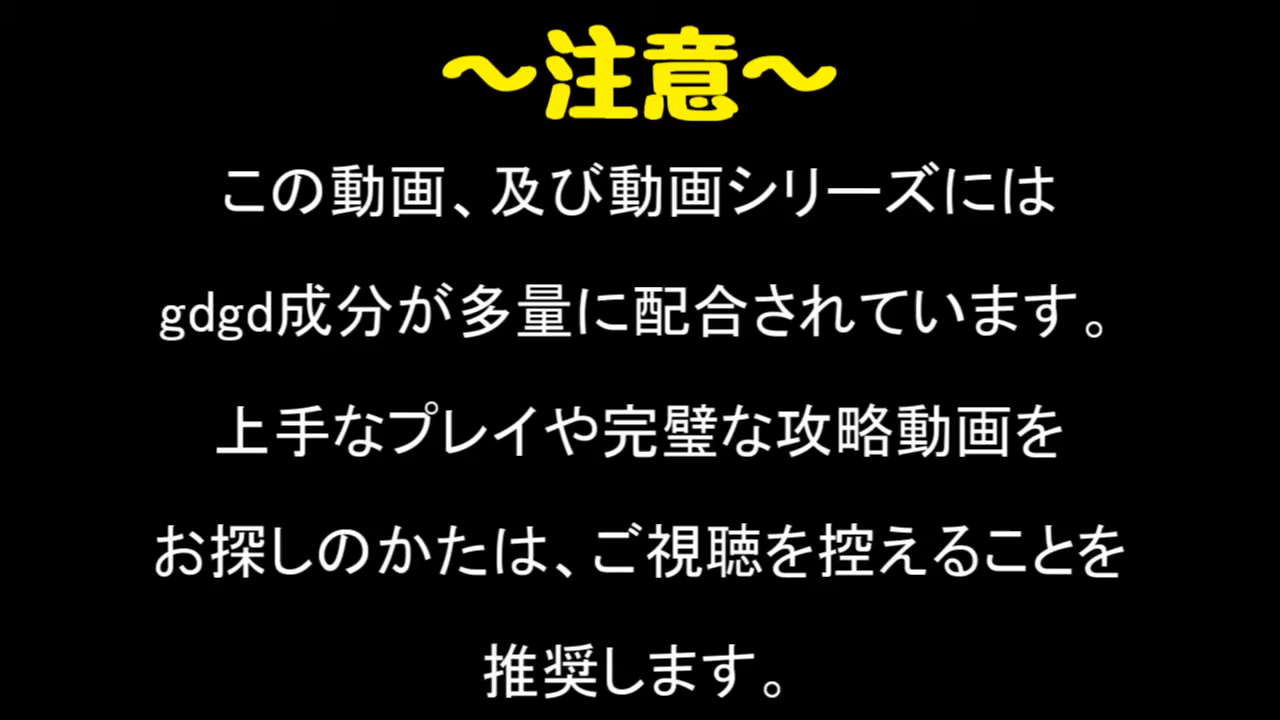 ～注意～
この動画、及び動画シリーズには
gdgd成分が多量に配合されています。
上手なプレイや完璧な攻略動画を
お探しのかたは、ご視聴を控えることを
推奨します。